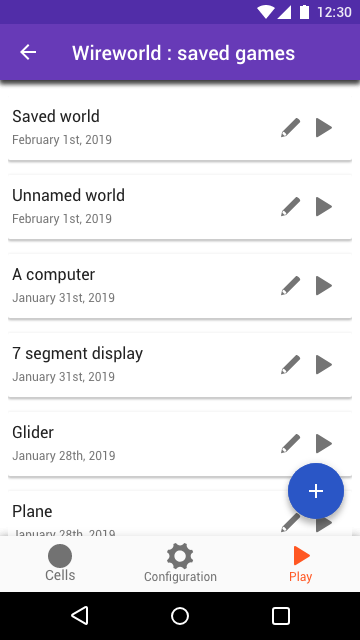 12:30
Wireworld : saved games
Saved world
February 1st, 2019
Unnamed world
February 1st, 2019
A computer
January 31st, 2019
7 segment display
January 31st, 2019
Glider
January 28th, 2019
Plane
January 28th, 2019
Cells
Configuration
Play